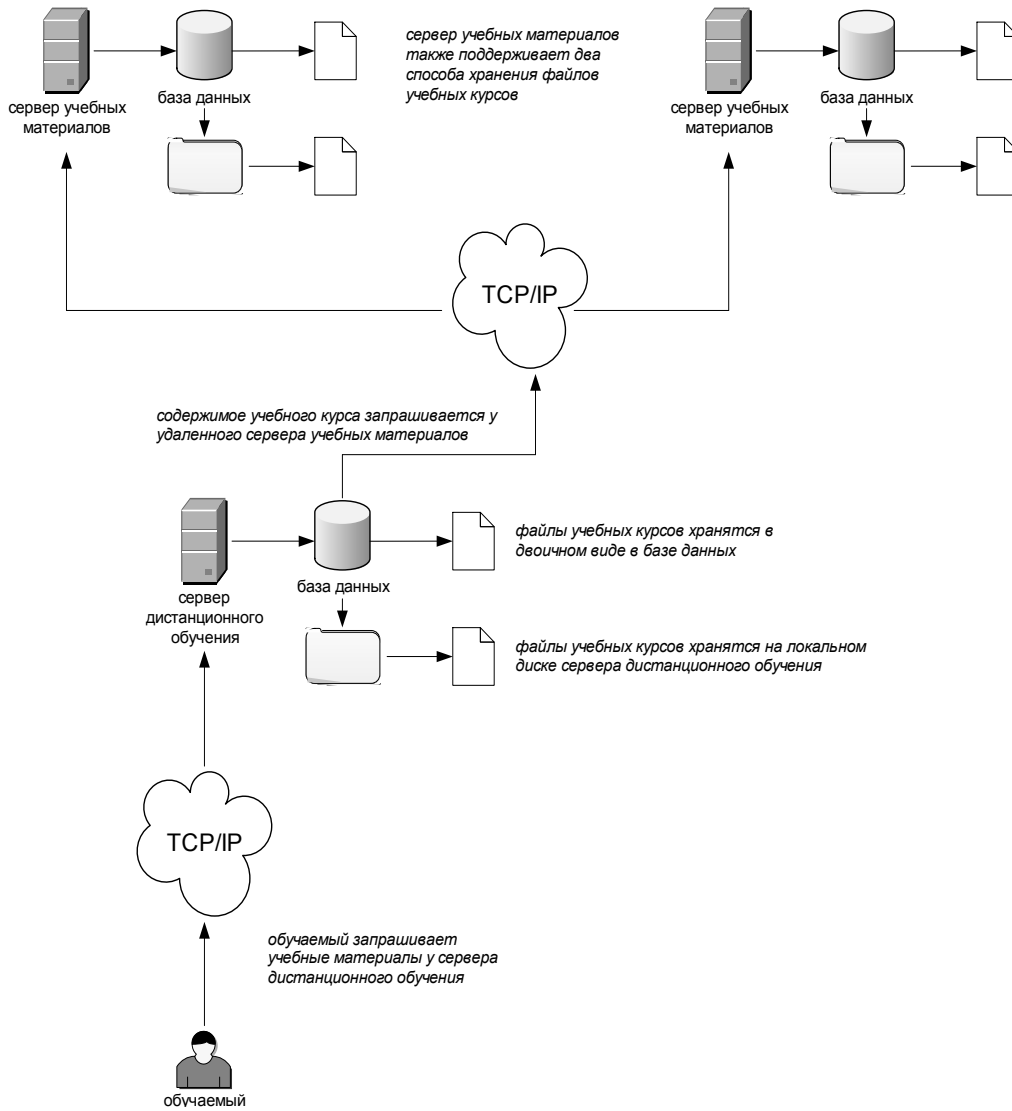 сервер учебных
материалов
база данных
сервер учебных материалов
также поддерживает два
способа хранения файлов
учебных курсов
сервер учебных
материалов
база данных
TCP/IP
содержимое учебного курса запрашивается у
удаленного сервера учебных материалов
сервер
дистанционного
обучения
база данных
файлы учебных курсов хранятся в
двоичном виде в базе данных
файлы учебных курсов хранятся на локальном
диске сервера дистанционного обучения
TCP/IP
обучаемый запрашивает
учебные материалы у сервера
дистанционного обучения
обучаемый